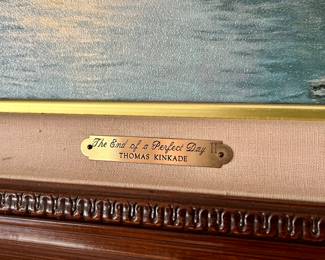 The End of a Perfect Day II
THOMAS KINKADE